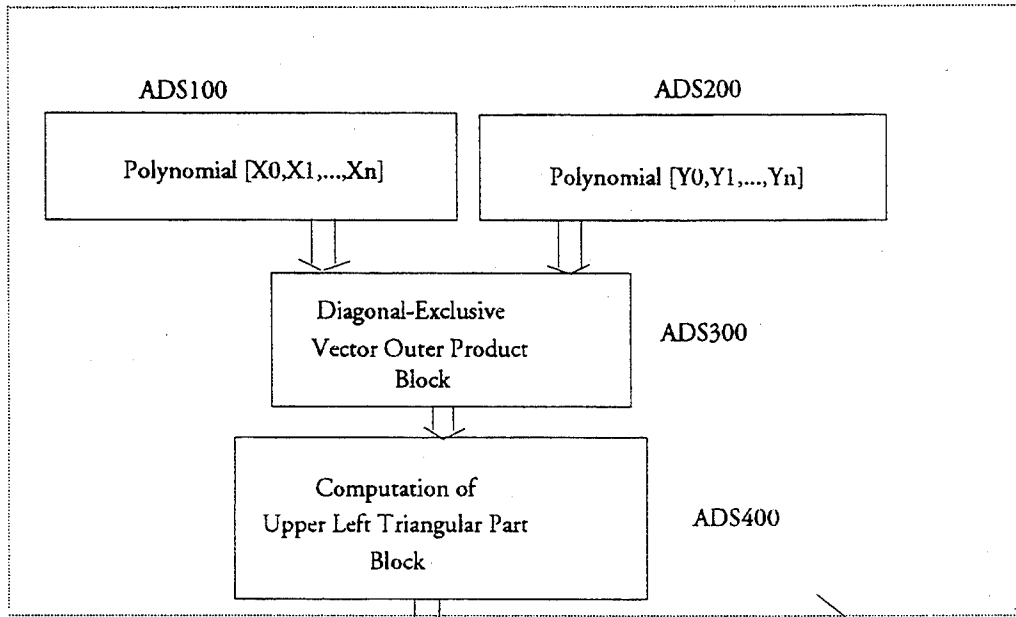 ADS100
ADS200
Polynomial [X0,X1,...,Xn]
Polynomial [Y0,Y1,...,Yn]
Diagonal-Exclusive
Vector Outer Product
Block
ADS300
Computation of
Upper Left Triangular Part
Block
ADS400